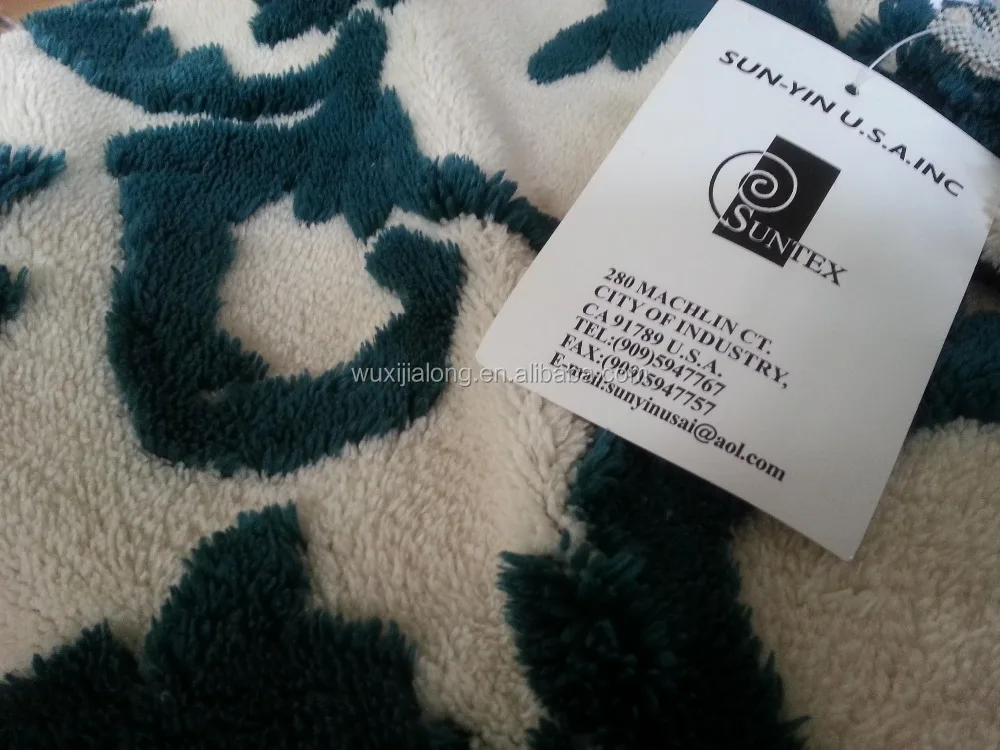 SUN-YIN U.S.A.INC
SUNTEX
280 MACHLIN CT.
CITY OF INDUSTRY,
CA 91789 U.S.A.
TEL:(909)5947767
FAX:(909)5947757
E-mail:sunyinusai@aol.com
wuxijialong.en.alibaba.com